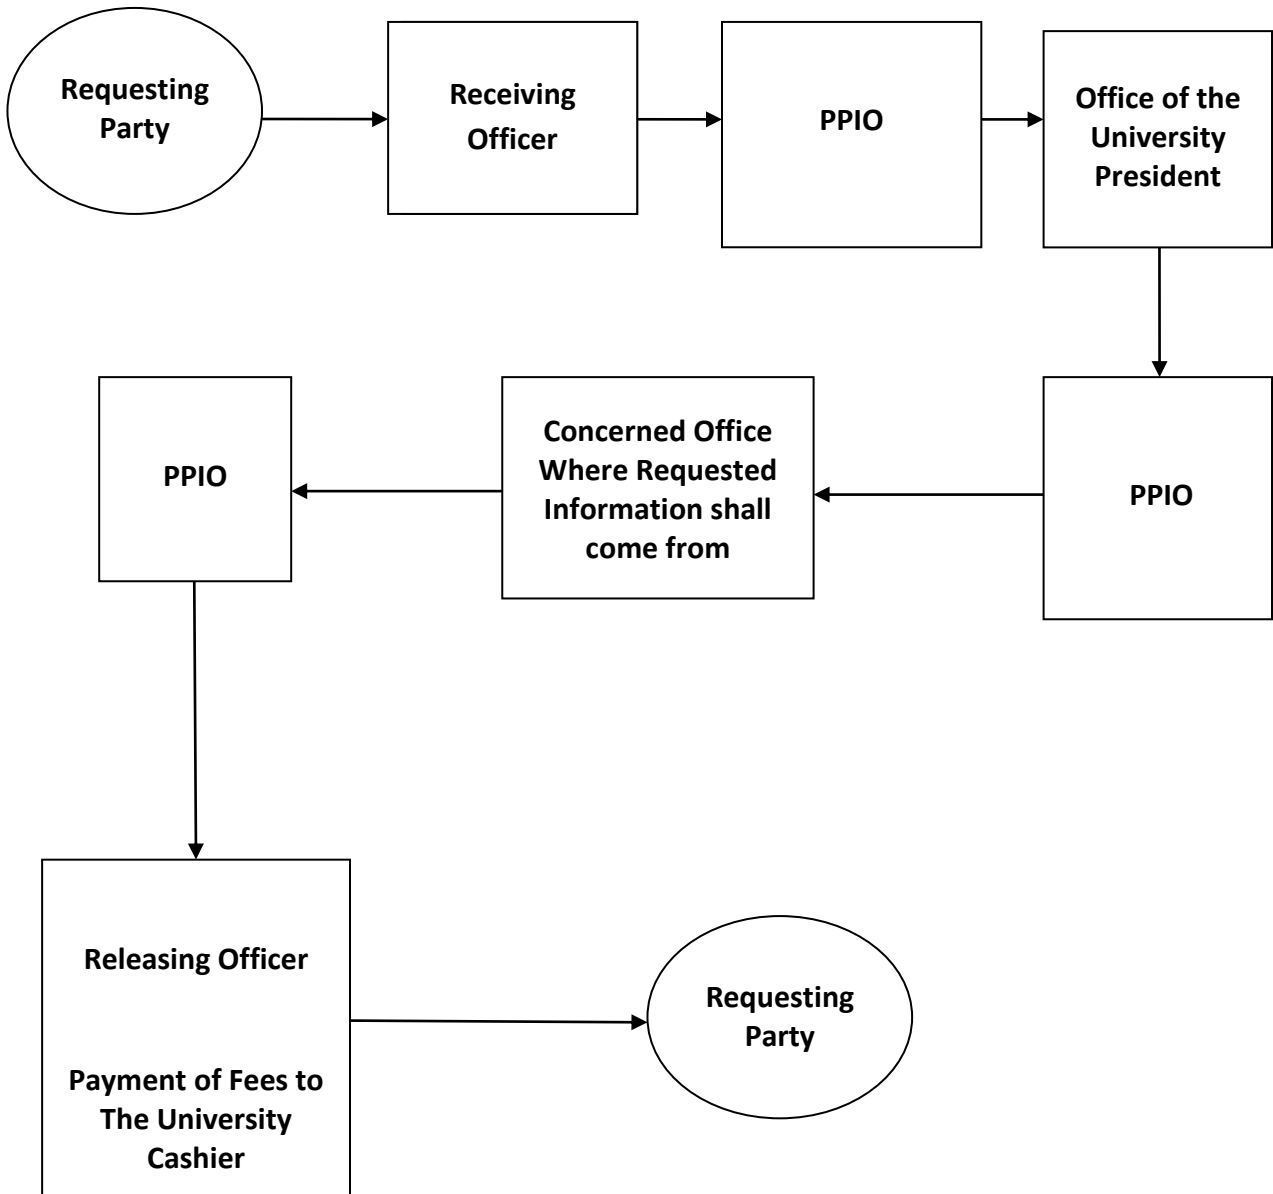 Requesting
Party
Receiving
Officer
PPIO
Office of the
University
President
PPIO
Concerned Office
Where Requested
Information shall
come from
PPIO
Releasing Officer
Payment of Fees to
The University
Cashier
Requesting
Party